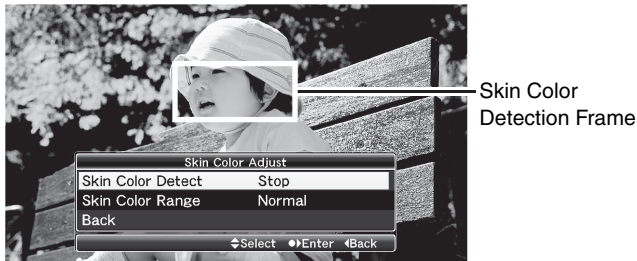 Skin Color
Detection Frame
Skin Color Adjust
Skin Color Detect Stop
Skin Color Range Normal
Back
Select Enter Back